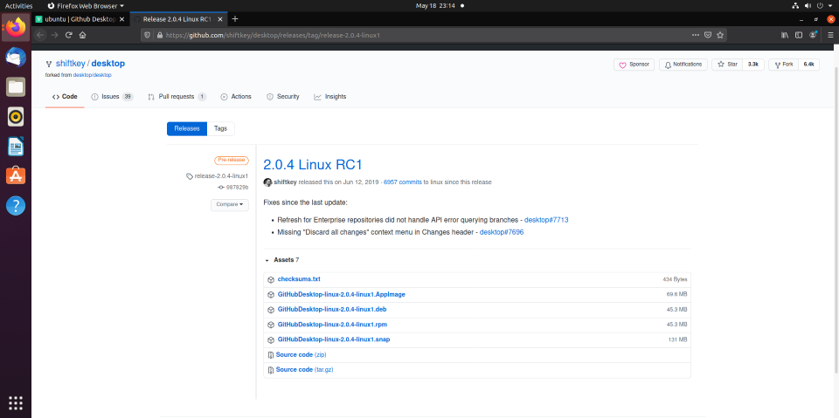 Activities Firefox Web Browser May 18 23:14
ubuntu | Github Desktop Release 2.0.4 Linux RC1
https://github.com/shiftkey/desktop/releases/tag/release-2.0.4-linux1
shiftkey / desktop
forked from desktop/desktop
Sponsor Notifications Star 3.3k Fork 6.4k
Code Issues 39 Pull requests 1 Actions Security Insights
Releases Tags
Pre-release
release-2.0.4-linux1
Compare
2.0.4 Linux RC1
shiftkey released this on Jun 12, 2019 · 6957 commits to linux since this release
Fixes since the last update:
• Refresh for Enterprise repositories did not handle API error querying branches - desktop#7713
• Missing "Discard all changes" context menu in Changes header - desktop#7696
Assets 7
checksums.txt 434 Bytes
GitHubDesktop-linux-2.0.4-linux1.AppImage 69.6 MB
GitHubDesktop-linux-2.0.4-linux1.deb 45.3 MB
GitHubDesktop-linux-2.0.4-linux1.rpm 45.3 MB
GitHubDesktop-linux-2.0.4-linux1.snap 131 MB
Source code (zip)
Source code (tar.gz)